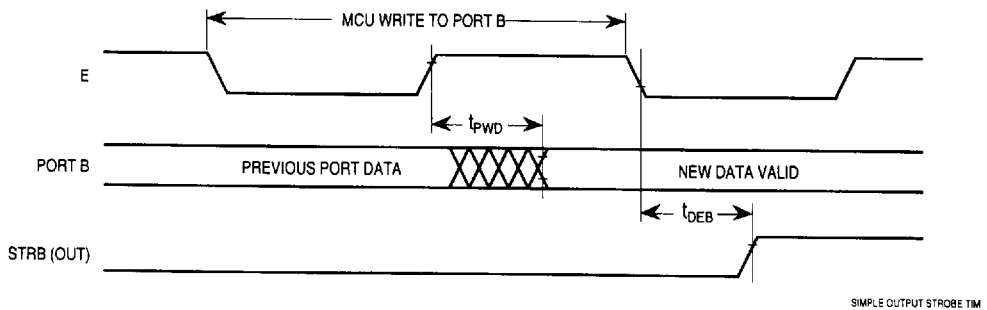 MCU WRITE TO PORT B
E
tPWD
PORT B
PREVIOUS PORT DATA
NEW DATA VALID
tDEB
STRB (OUT)
SIMPLE OUTPUT STROBE TIM